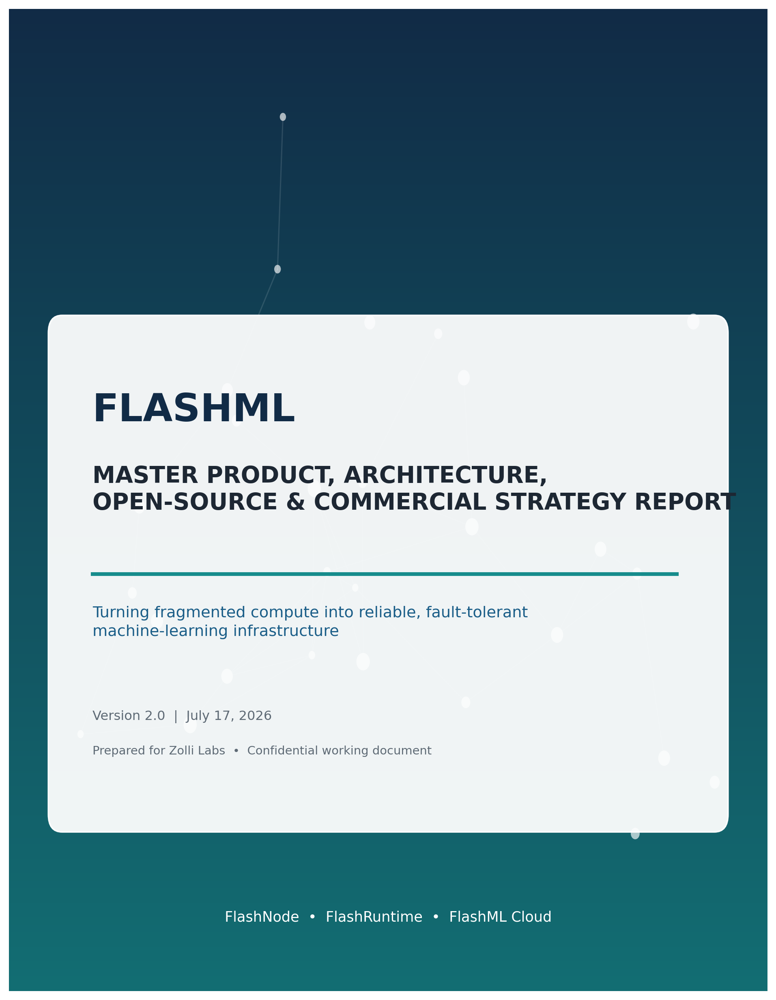 FLASHML
MASTER PRODUCT, ARCHITECTURE,
OPEN-SOURCE & COMMERCIAL STRATEGY REPORT
Turning fragmented compute into reliable, fault-tolerant
machine-learning infrastructure
Version 2.0 | July 17, 2026
Prepared for Zolli Labs • Confidential working document
FlashNode • FlashRuntime • FlashML Cloud